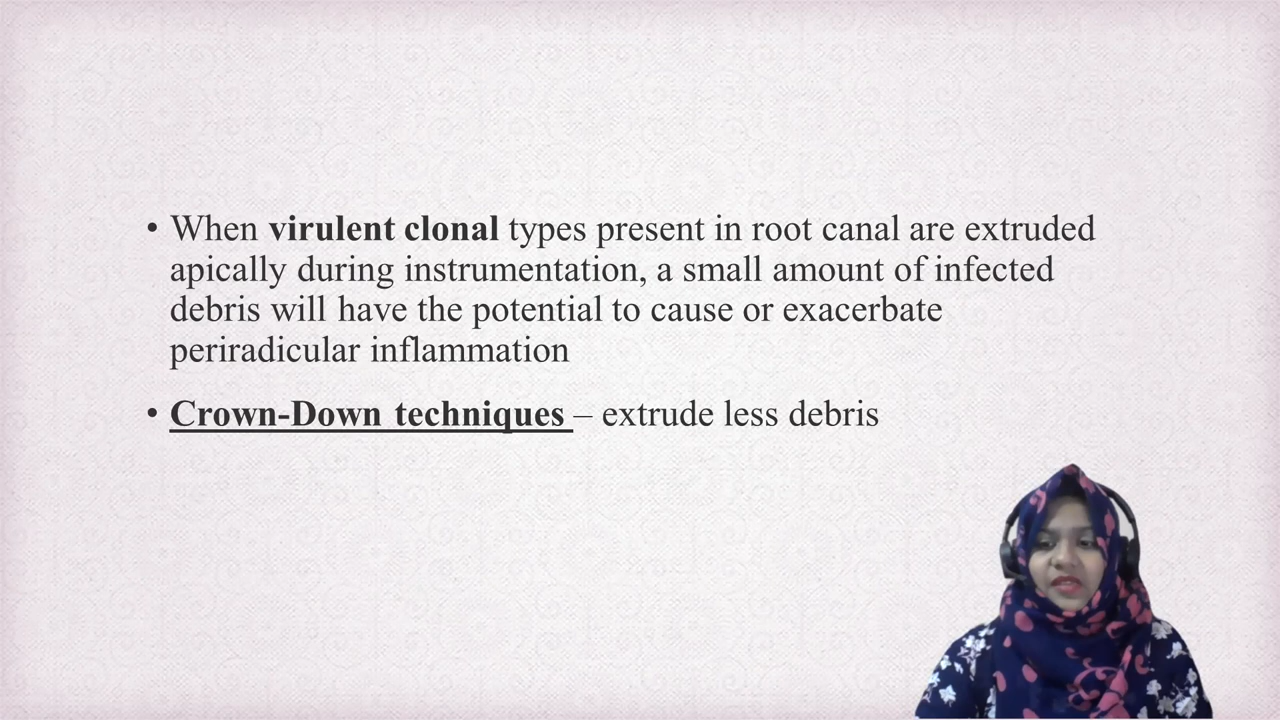 • When virulent clonal types present in root canal are extruded
apically during instrumentation, a small amount of infected
debris will have the potential to cause or exacerbate
periradicular inflammation
• Crown-Down techniques – extrude less debris